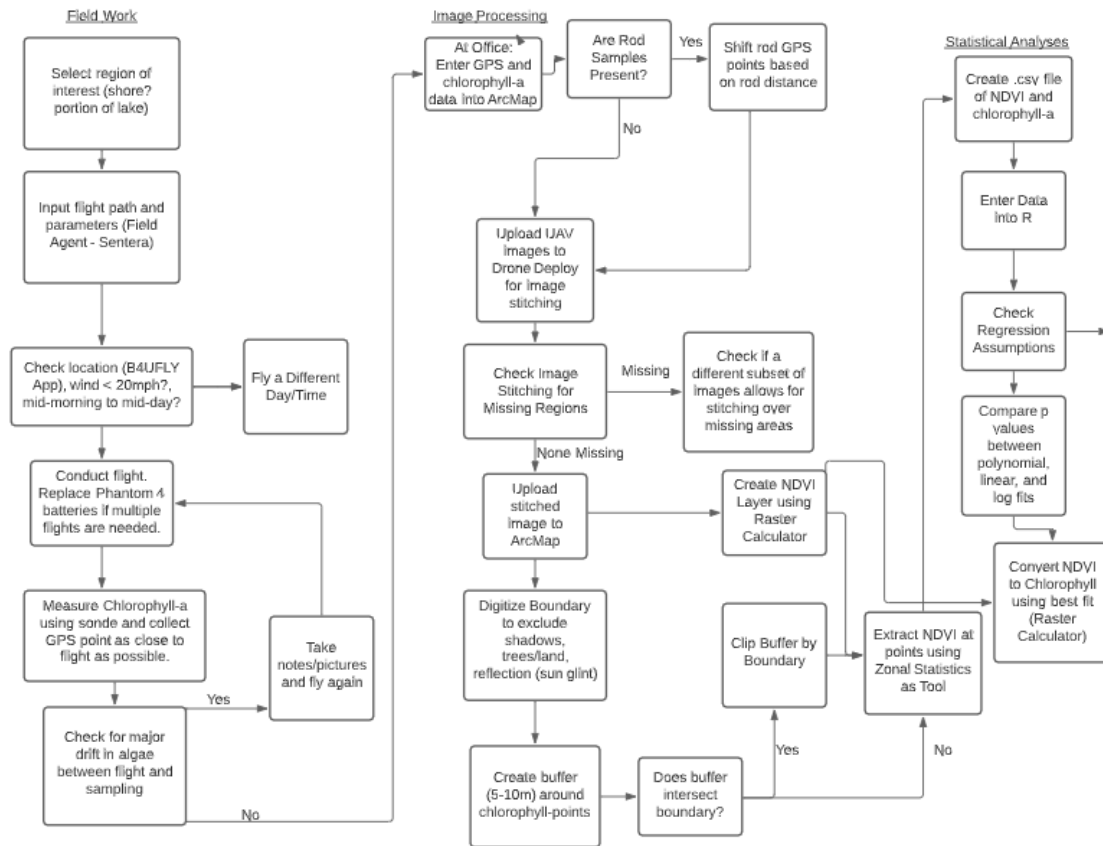 Field Work
Select region of
interest (shore?
portion of lake)
Input flight path and
parameters (Field
Agent - Sentera)
Check location (B4UFLY
App), wind < 20mph?,
mid-morning to mid-day?
Fly a Different
Day/Time
Conduct flight.
Replace Phantom 4
batteries if multiple
flights are needed.
Measure Chlorophyll-a
using sonde and collect
GPS point as close to
flight as possible.
Yes
Take
notes/pictures
and fly again
Check for major
drift in algae
between flight and
sampling
No
Image Processing
At Office:
Enter GPS and
chlorophyll-a
data into ArcMap
Are Rod
Samples
Present?
Yes
Shift rod GPS
points based
on rod distance
No
Upload UAV
images to
Drone Deploy
for image
stitching
Check Image
Stitching for
Missing Regions
Missing
Check if a
different subset of
images allows for
stitching over
missing areas
None Missing
Upload
stitched
image to
ArcMap
Create NDVI
Layer using
Raster
Calculator
Digitize Boundary
to exclude
shadows,
trees/land,
reflection (sun glint)
Create buffer
(5-10m) around
chlorophyll-points
Does buffer
intersect
boundary?
Yes
Clip Buffer by
Boundary
No
Extract NDVI at
points using
Zonal Statistics
as Tool
Statistical Analyses
Create .csv file
of NDVI and
chlorophyll-a
Enter Data
into R
Check
Regression
Assumptions
Compare p
values
between
polynomial,
linear, and
log fits
Convert NDVI
to Chlorophyll
using best fit
(Raster
Calculator)